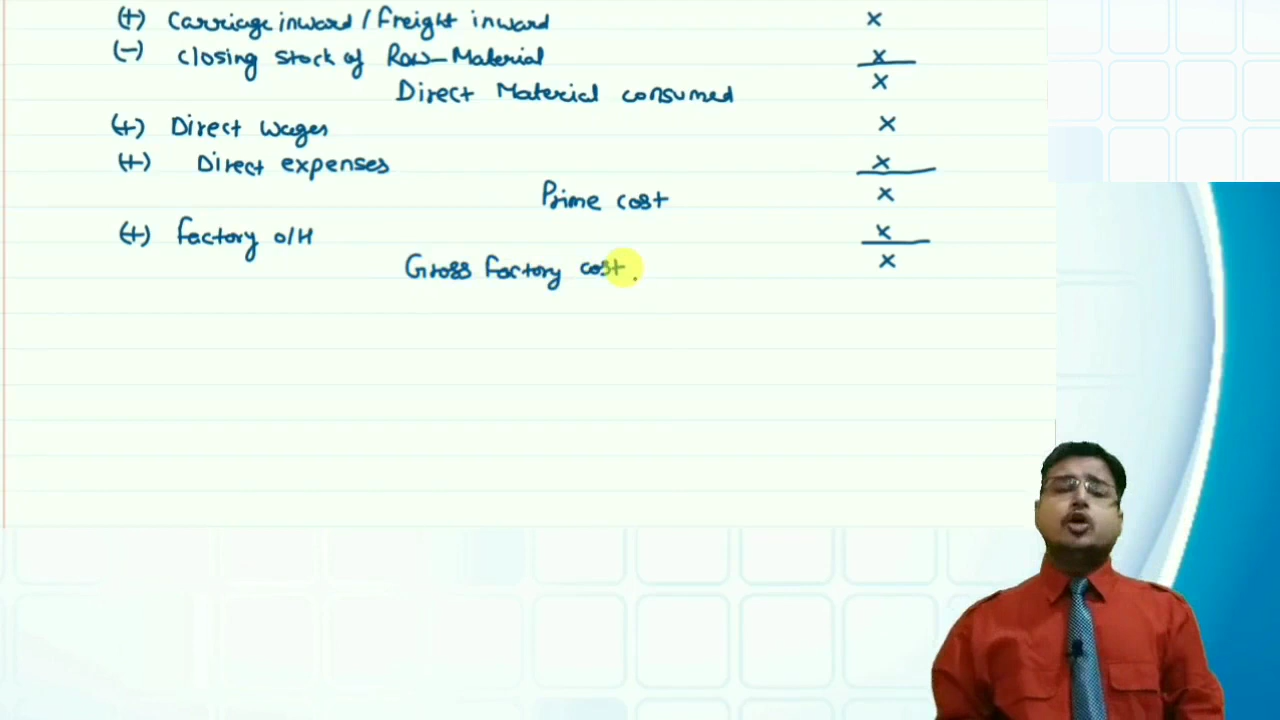 (+) Carriage inward / Freight inward x
(-) closing stock of Raw-Material x
Direct Material consumed x
(+) Direct wages x
(+) Direct expenses x
Prime cost x
(+) factory o/H x
Gross factory cost. x